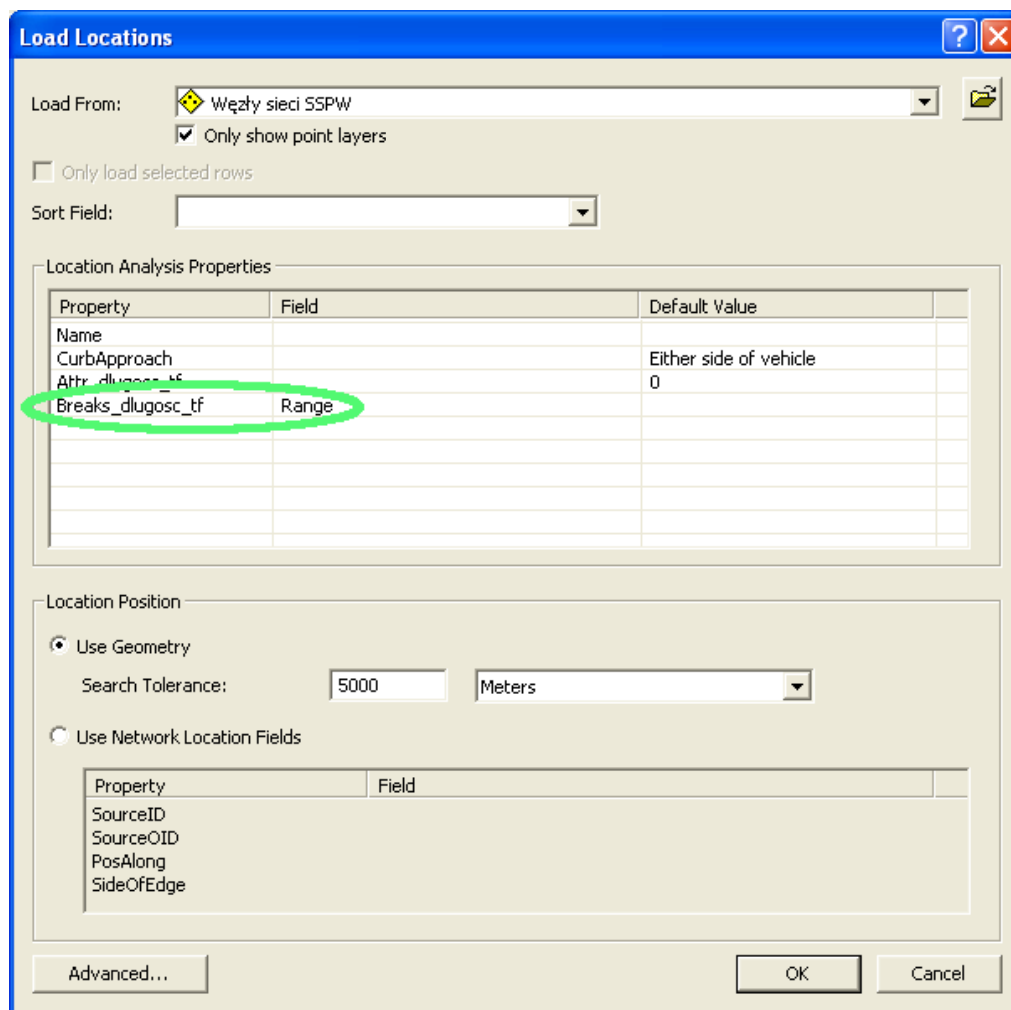 Load Locations
Load From: Węzły sieci SSPW
Only show point layers
Only load selected rows
Sort Field:
Location Analysis Properties
Property Field Default Value
Name
CurbApproach Either side of vehicle
Attr_dlugosc_tf 0
Breaks_dlugosc_tf Range
Location Position
Use Geometry
Search Tolerance: 5000 Meters
Use Network Location Fields
Property Field
SourceID
SourceOID
PosAlong
SideOfEdge
Advanced... OK Cancel